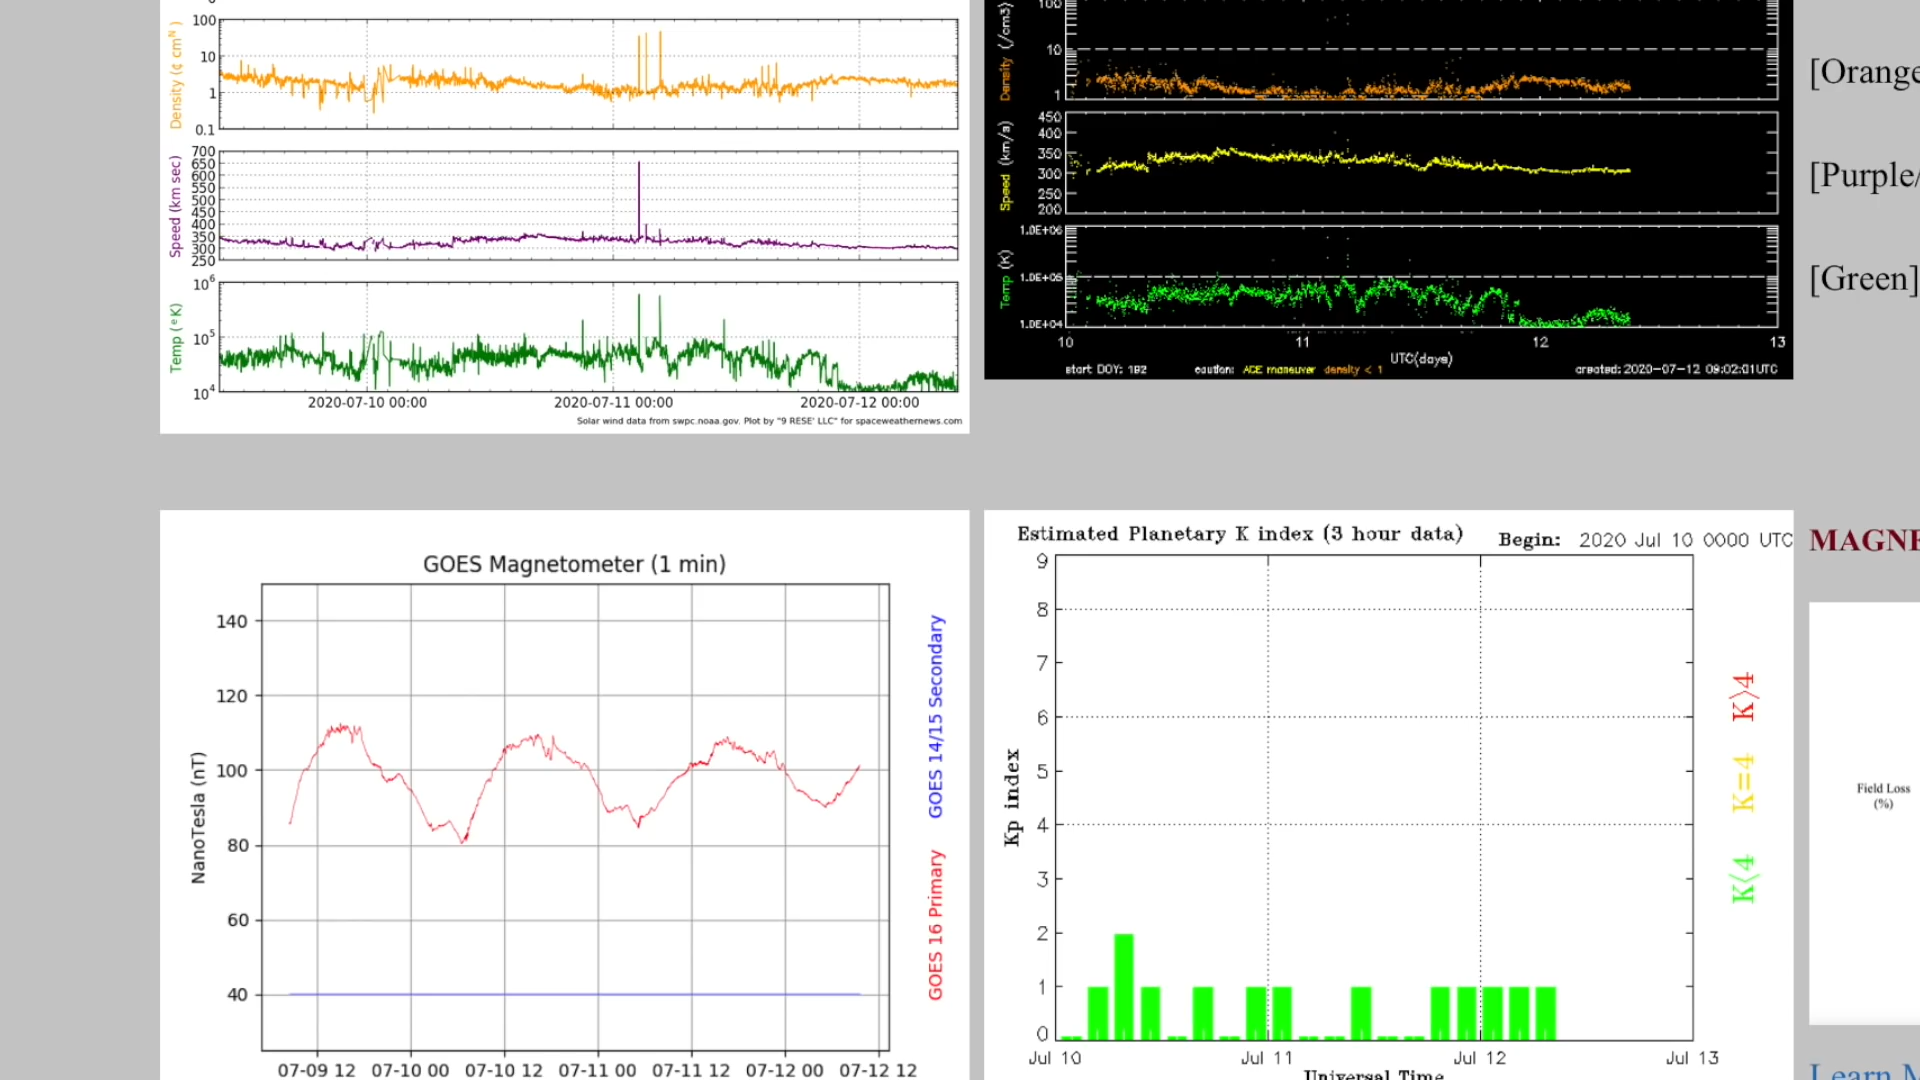 100
10
1
0.1
Density (¢ cmᴺ)
700
650
600
550
500
450
400
350
300
250
Speed (km sec)
10⁶
10⁵
10⁴
Temp (°K)
2020-07-10 00:00 2020-07-11 00:00 2020-07-12 00:00
Solar wind data from swpc.noaa.gov. Plot by "9 RESE' LLC" for spaceweathernews.com
100
10
1
Density (/cm3)
450
400
350
300
250
200
Speed (km/s)
1.0E+06
1.0E+05
1.0E+04
Temp (K)
10 11 12 13
UTC(days)
start DOY: 192 caution: ACE maneuver density < 1 created: 2020-07-12 09:02:01UTC
[Orange
[Purple/
[Green]
GOES Magnetometer (1 min)
140
120
100
80
60
40
NanoTesla (nT)
07-09 12 07-10 00 07-10 12 07-11 00 07-11 12 07-12 00 07-12 12
GOES 16 Primary GOES 14/15 Secondary
Estimated Planetary K index (3 hour data) Begin: 2020 Jul 10 0000 UTC
9
8
7
6
5
4
3
2
1
0
Kp index
Jul 10 Jul 11 Jul 12 Jul 13
Universal Time
K<4 K=4 K>4
MAGNE
Field Loss
(%)
Learn M